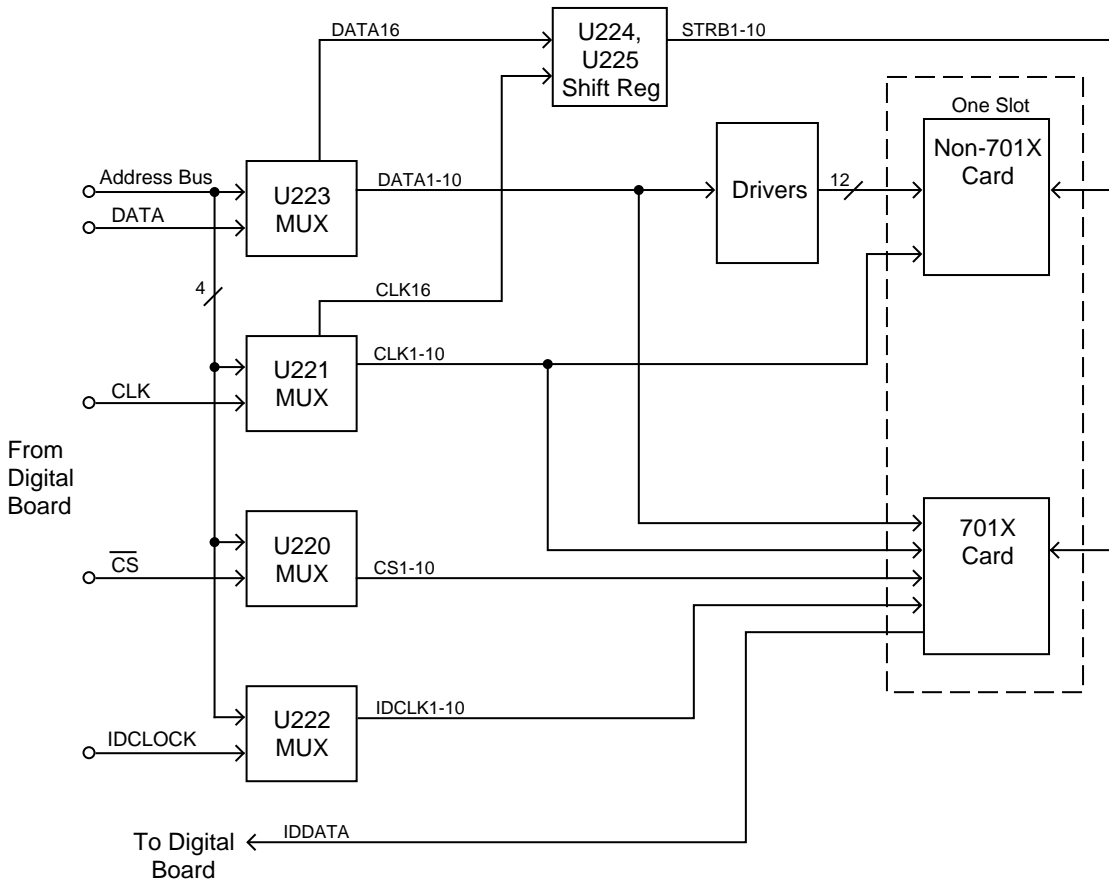 DATA16
U224,
U225
Shift Reg
STRB1-10
One Slot
Non-701X
Card
Address Bus
DATA
U223
MUX
DATA1-10
Drivers
12
4
CLK16
U221
MUX
CLK1-10
CLK
From
Digital
Board
U220
MUX
CS
CS1-10
701X
Card
U222
MUX
IDCLK1-10
IDCLOCK
To Digital
Board
IDDATA